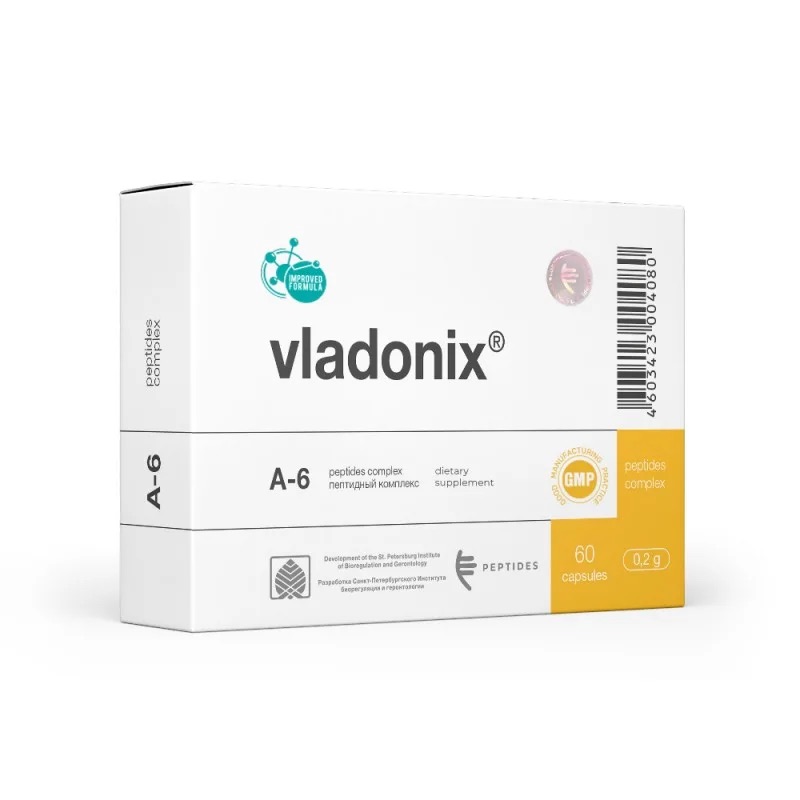 IMPROVED
FORMULA
vladonix®
4603423 004080
peptides
complex
A-6
A-6
peptides complex
пептидный комплекс
dietary
supplement
GOOD MANUFACTURING PRACTICE
GMP
peptides
complex
Development of the St. Petersburg Institute
of Bioregulation and Gerontology
Разработка Санкт-Петербургского Института
биорегуляции и геронтологии
PEPTIDES
60
capsules
0,2 g